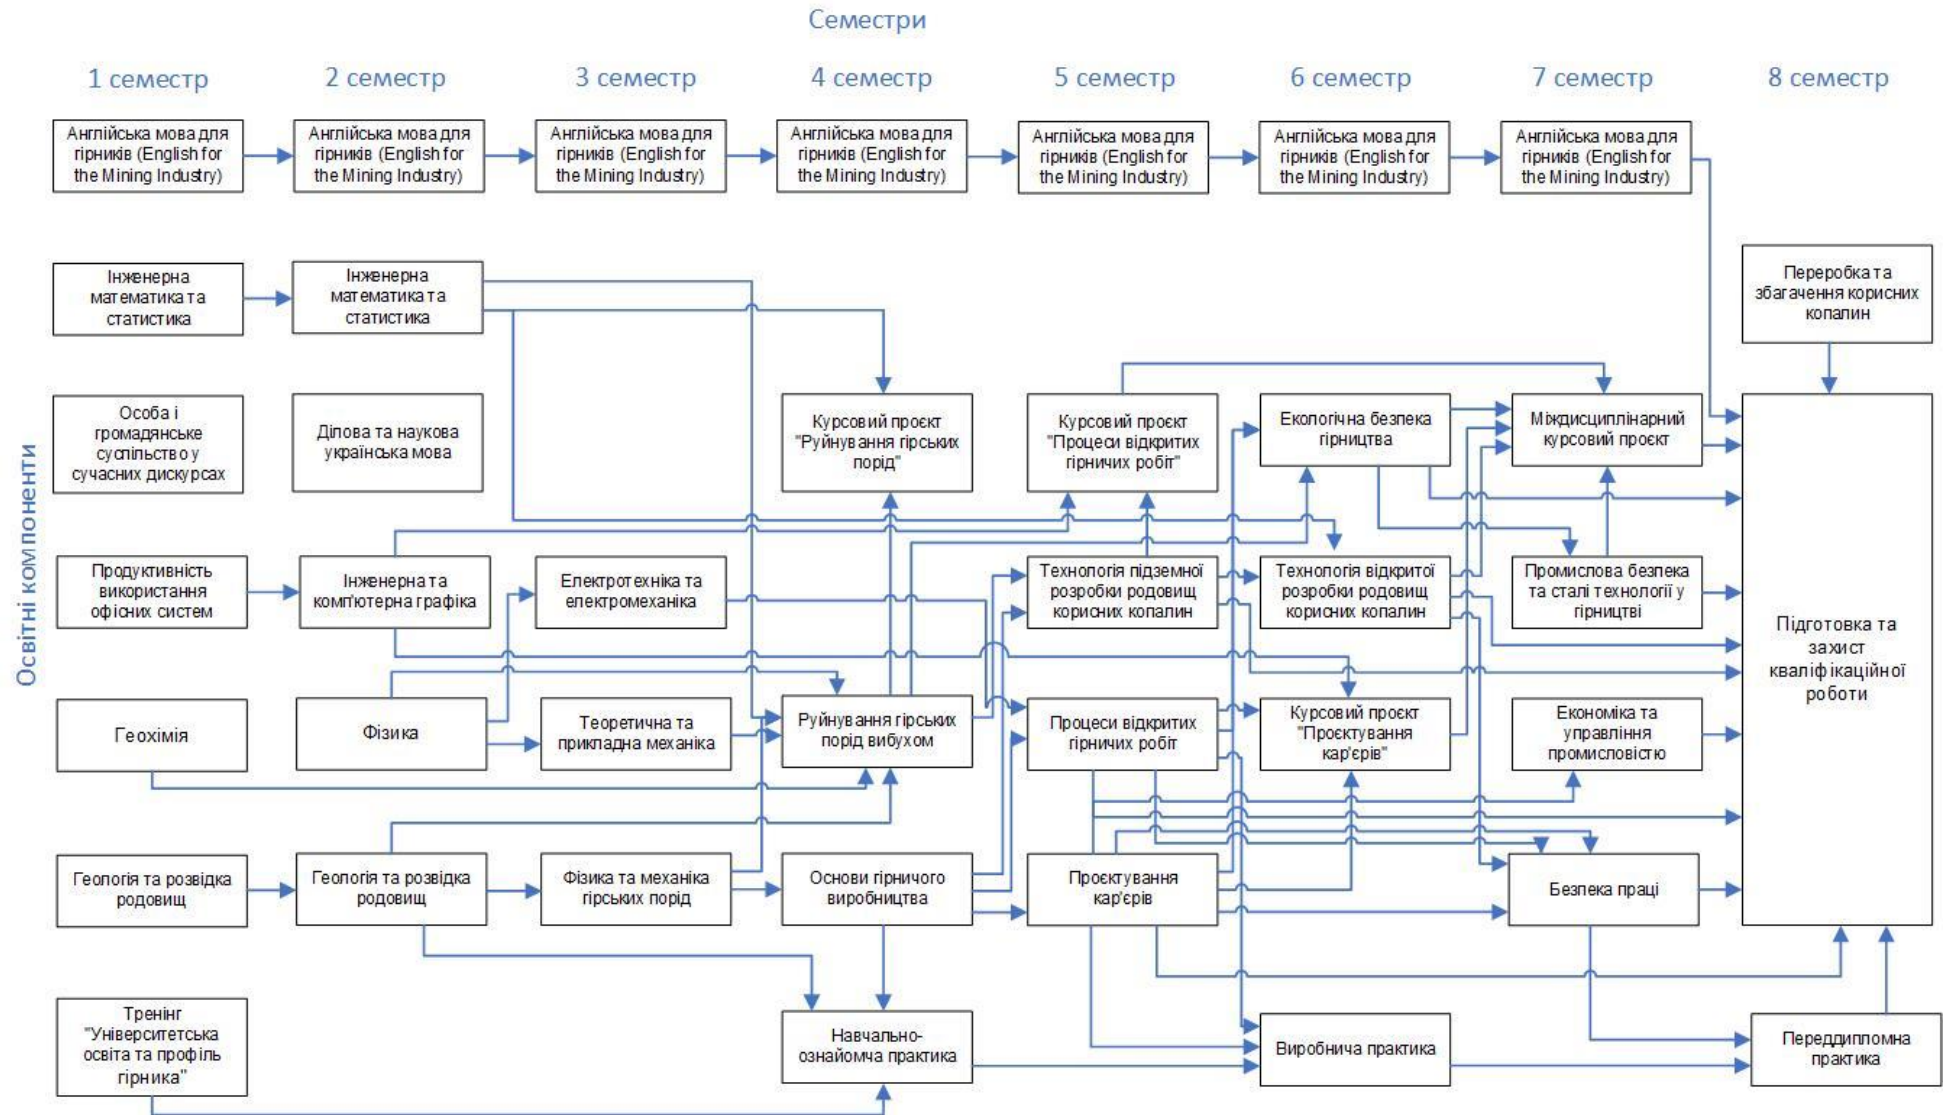 Семестри
1 семестр
2 семестр
3 семестр
4 семестр
5 семестр
6 семестр
7 семестр
8 семестр
Освітні компоненти
Англійська мова для
гірників (English for
the Mining Industry)
Англійська мова для
гірників (English for
the Mining Industry)
Англійська мова для
гірників (English for
the Mining Industry)
Англійська мова для
гірників (English for
the Mining Industry)
Англійська мова для
гірників (English for
the Mining Industry)
Англійська мова для
гірників (English for
the Mining Industry)
Англійська мова для
гірників (English for
the Mining Industry)
Інженерна
математика та
статистика
Інженерна
математика та
статистика
Переробка та
збагачення корисних
копалин
Особа і
громадянське
суспільство у
сучасних дискурсах
Ділова та наукова
українська мова
Курсовий проєкт
"Руйнування гірських
порід"
Курсовий проєкт
"Процеси відкритих
гірничих робіт"
Екологічна безпека
гірництва
Міждисциплінарний
курсовий проєкт
Продуктивність
використання
офісних систем
Інженерна та
комп'ютерна графіка
Електротехніка та
електромеханіка
Технологія підземної
розробки родовищ
корисних копалин
Технологія відкритої
розробки родовищ
корисних копалин
Промислова безпека
та сталі технології у
гірництві
Підготовка та
захист
кваліфікаційної
роботи
Геохімія
Фізика
Теоретична та
прикладна механіка
Руйнування гірських
порід вибухом
Процеси відкритих
гірничих робіт
Курсовий проєкт
"Проєктування
кар'єрів"
Економіка та
управління
промисловістю
Геологія та розвідка
родовищ
Геологія та розвідка
родовищ
Фізика та механіка
гірських порід
Основи гірничого
виробництва
Проєктування
кар'єрів
Безпека праці
Тренінг
"Університетська
освіта та профіль
гірника"
Навчально-
ознайомча практика
Виробнича практика
Переддипломна
практика